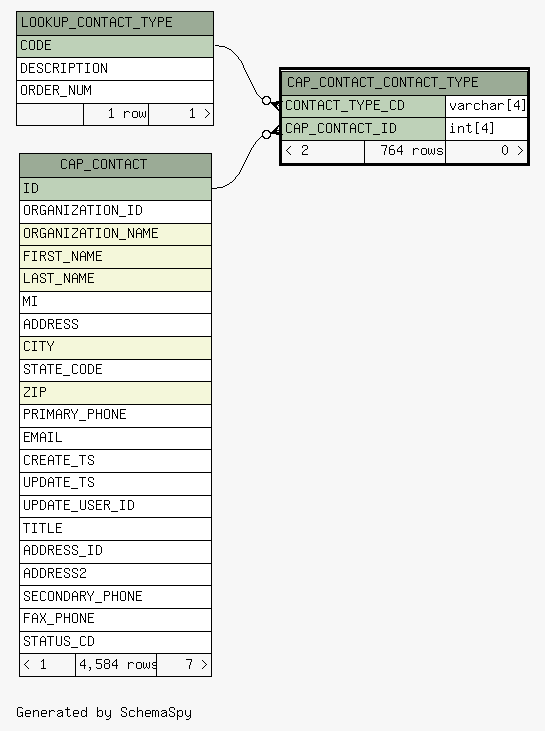 LOOKUP_CONTACT_TYPE
CODE
DESCRIPTION
ORDER_NUM
1 row 1 >
CAP_CONTACT_CONTACT_TYPE
CONTACT_TYPE_CD varchar[4]
CAP_CONTACT_ID int[4]
< 2 764 rows 0 >
CAP_CONTACT
ID
ORGANIZATION_ID
ORGANIZATION_NAME
FIRST_NAME
LAST_NAME
MI
ADDRESS
CITY
STATE_CODE
ZIP
PRIMARY_PHONE
EMAIL
CREATE_TS
UPDATE_TS
UPDATE_USER_ID
TITLE
ADDRESS_ID
ADDRESS2
SECONDARY_PHONE
FAX_PHONE
STATUS_CD
< 1 4,584 rows 7 >
Generated by SchemaSpy